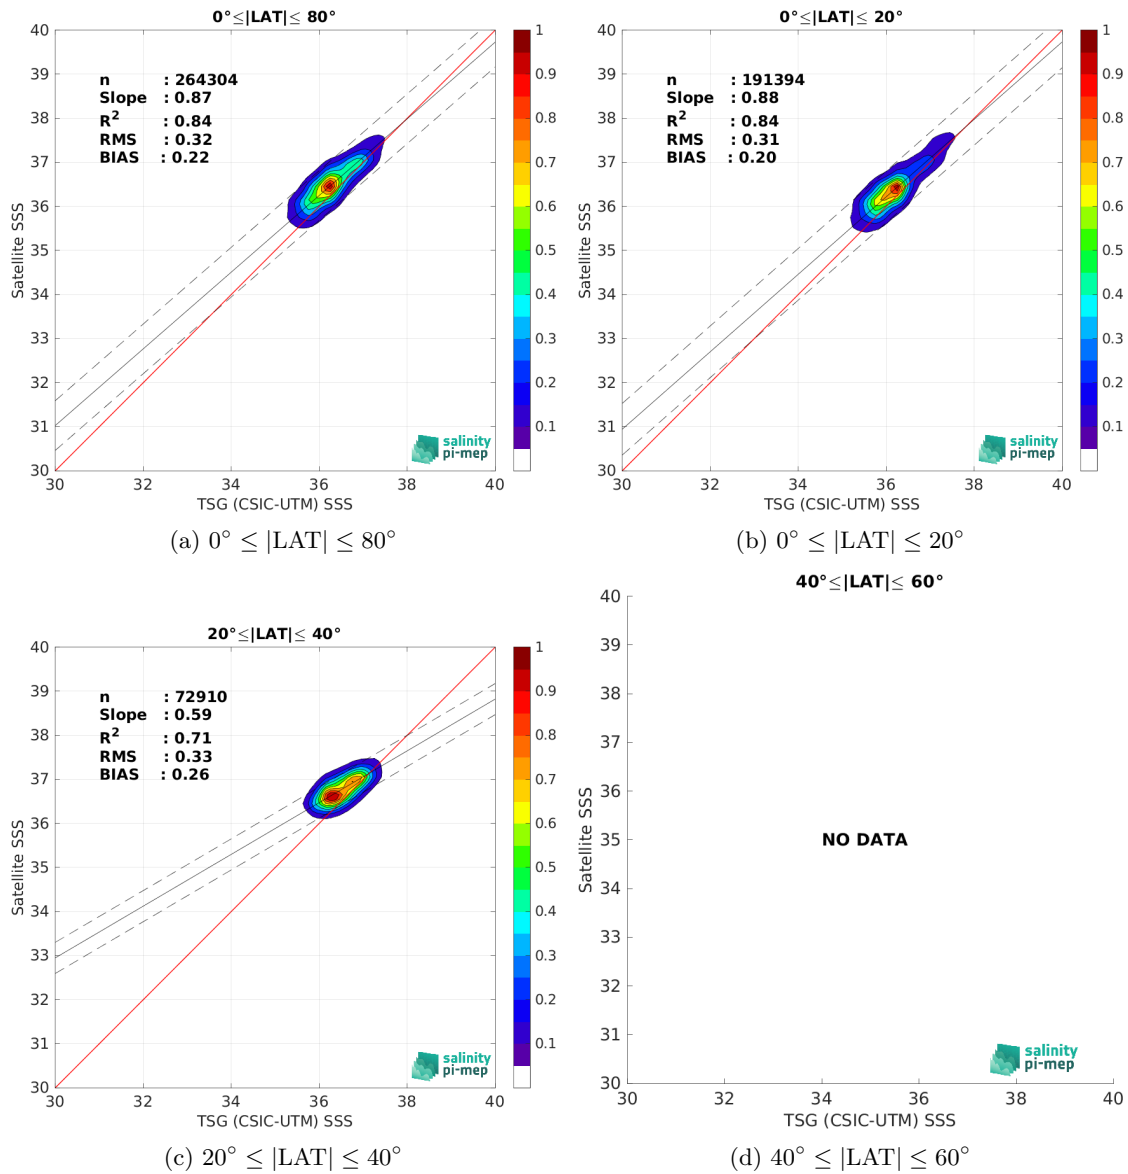 0°≤|LAT|≤ 80°
40
39
38
37
36
35
34
33
32
31
30
Satellite SSS
n : 264304
Slope : 0.87
R² : 0.84
RMS : 0.32
BIAS : 0.22
1
0.9
0.8
0.7
0.6
0.5
0.4
0.3
0.2
0.1
salinity
pi-mep
30 32 34 36 38 40
TSG (CSIC-UTM) SSS
(a) 0° ≤ |LAT| ≤ 80°
0°≤|LAT|≤ 20°
40
39
38
37
36
35
34
33
32
31
30
Satellite SSS
n : 191394
Slope : 0.88
R² : 0.84
RMS : 0.31
BIAS : 0.20
1
0.9
0.8
0.7
0.6
0.5
0.4
0.3
0.2
0.1
salinity
pi-mep
30 32 34 36 38 40
TSG (CSIC-UTM) SSS
(b) 0° ≤ |LAT| ≤ 20°
20°≤|LAT|≤ 40°
40
39
38
37
36
35
34
33
32
31
30
Satellite SSS
n : 72910
Slope : 0.59
R² : 0.71
RMS : 0.33
BIAS : 0.26
1
0.9
0.8
0.7
0.6
0.5
0.4
0.3
0.2
0.1
salinity
pi-mep
30 32 34 36 38 40
TSG (CSIC-UTM) SSS
(c) 20° ≤ |LAT| ≤ 40°
40°≤|LAT|≤ 60°
40
39
38
37
36
35
34
33
32
31
30
Satellite SSS
NO DATA
salinity
pi-mep
30 32 34 36 38 40
TSG (CSIC-UTM) SSS
(d) 40° ≤ |LAT| ≤ 60°